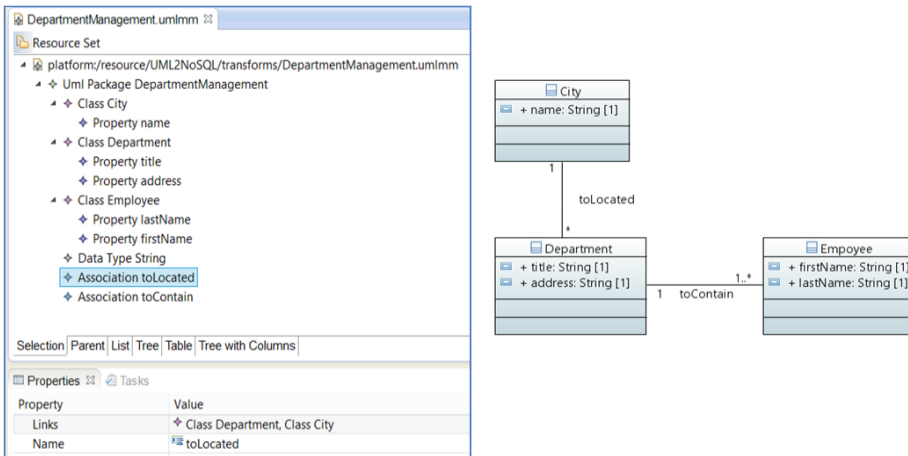 DepartmentManagement.umlmm
Resource Set
platform:/resource/UML2NoSQL/transforms/DepartmentManagement.umlmm
Uml Package DepartmentManagement
Class City
Property name
Class Department
Property title
Property address
Class Employee
Property lastName
Property firstName
Data Type String
Association toLocated
Association toContain
Selection Parent List Tree Table Tree with Columns
Properties Tasks
Property Value
Links Class Department, Class City
Name toLocated
City
+ name: String [1]
1
toLocated
*
Department
+ title: String [1]
+ address: String [1]
1 toContain 1..*
Empoyee
+ firstName: String [1]
+ lastName: String [1]